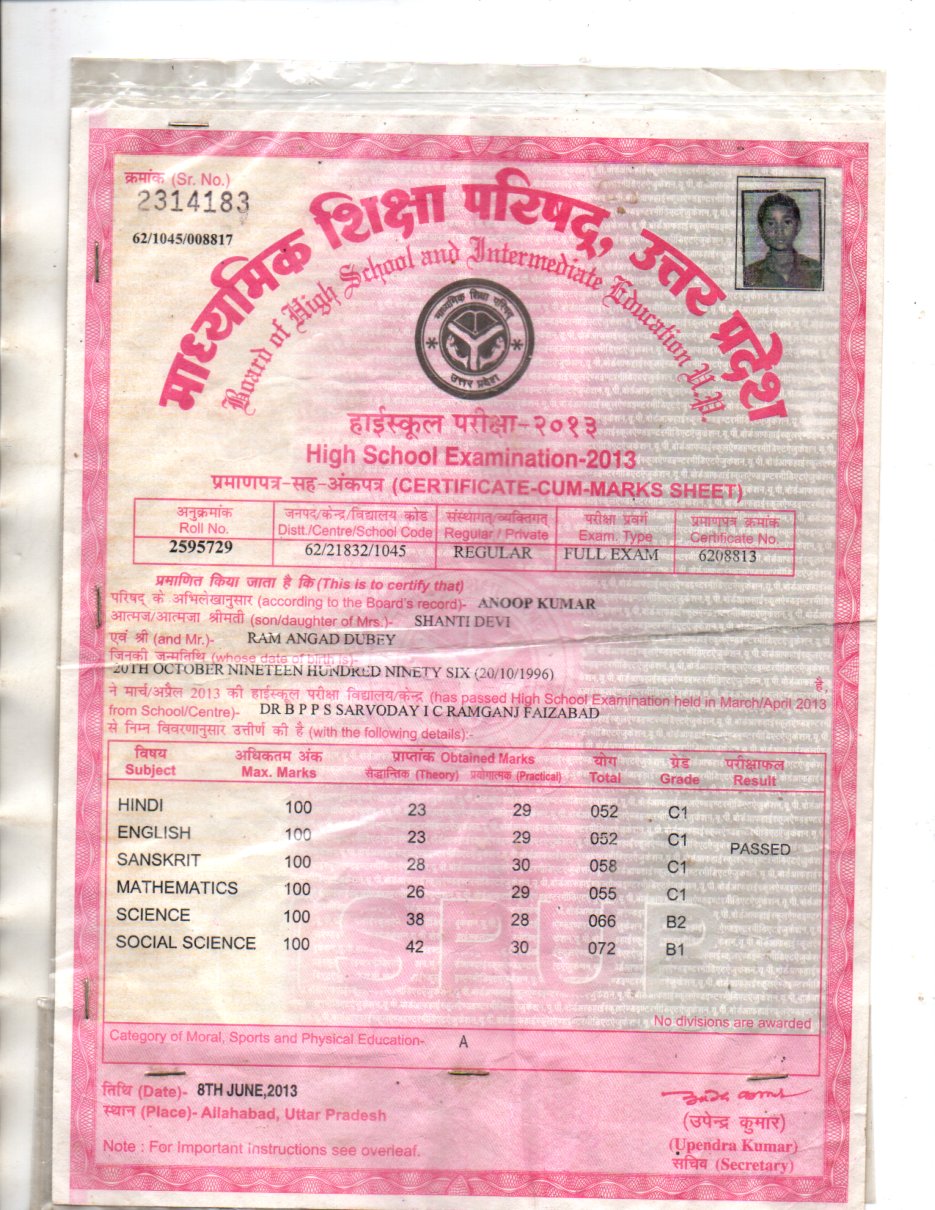 क्रमांक (Sr. No.)
2314183
62/1045/008817
माध्यमिक शिक्षा परिषद्, उत्तर प्रदेश
Board of High School and Intermediate Education U.P.
माध्यमिक शिक्षा परिषद्
उत्तर प्रदेश
हाईस्कूल परीक्षा-२०१३
High School Examination-2013
प्रमाणपत्र-सह-अंकपत्र (CERTIFICATE-CUM-MARKS SHEET)
अनुक्रमांक जनपद/केन्द्र/विद्यालय कोड संस्थागत/व्यक्तिगत परीक्षा प्रवर्ग प्रमाणपत्र क्रमांक
Roll No. Distt./Centre/School Code Regular / Private Exam. Type Certificate No.
2595729 62/21832/1045 REGULAR FULL EXAM 6208813
प्रमाणित किया जाता है कि (This is to certify that)
परिषद् के अभिलेखानुसार (according to the Board's record)- ANOOP KUMAR
आत्मज/आत्मजा श्रीमती (son/daughter of Mrs.)- SHANTI DEVI
एवं श्री (and Mr.)- RAM ANGAD DUBEY
जिनकी जन्मतिथि (whose date of birth is)-
20TH OCTOBER NINETEEN HUNDRED NINETY SIX (20/10/1996) है,
ने मार्च/अप्रैल 2013 की हाईस्कूल परीक्षा विद्यालय/केन्द्र (has passed High School Examination held in March/April 2013
from School/Centre)- DR B P P S SARVODAY I C RAMGANJ FAIZABAD
से निम्न विवरणानुसार उत्तीर्ण की है (with the following details):-
विषय अधिकतम अंक प्राप्तांक Obtained Marks योग ग्रेड परीक्षाफल
Subject Max. Marks सैद्धान्तिक (Theory) प्रयोगात्मक (Practical) Total Grade Result
HINDI 100 23 29 052 C1
ENGLISH 100 23 29 052 C1
PASSED
SANSKRIT 100 28 30 058 C1
MATHEMATICS 100 26 29 055 C1
SCIENCE 100 38 28 066 B2
SOCIAL SCIENCE 100 42 30 072 B1
No divisions are awarded
Category of Moral, Sports and Physical Education- A
तिथि (Date)- 8TH JUNE,2013
स्थान (Place)- Allahabad, Uttar Pradesh
(उपेन्द्र कुमार)
(Upendra Kumar)
सचिव (Secretary)
Note : For Important instructions see overleaf.